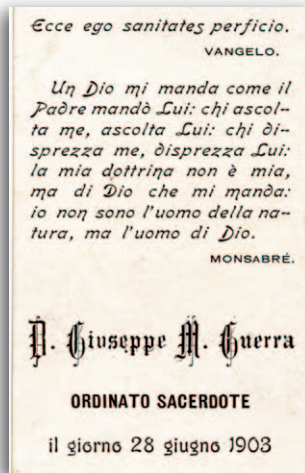 Ecce ego sanitates perficio.
VANGELO.
Un Dio mi manda come il
Padre mandò Lui: chi ascol-
ta me, ascolta Lui: chi di-
sprezza me, disprezza Lui:
la mia dottrina non è mia,
ma di Dio che mi manda:
io non sono l'uomo della na-
tura, ma l'uomo di Dio.
MONSABRÉ.
D. Giuseppe M. Guerra
ORDINATO SACERDOTE
il giorno 28 giugno 1903